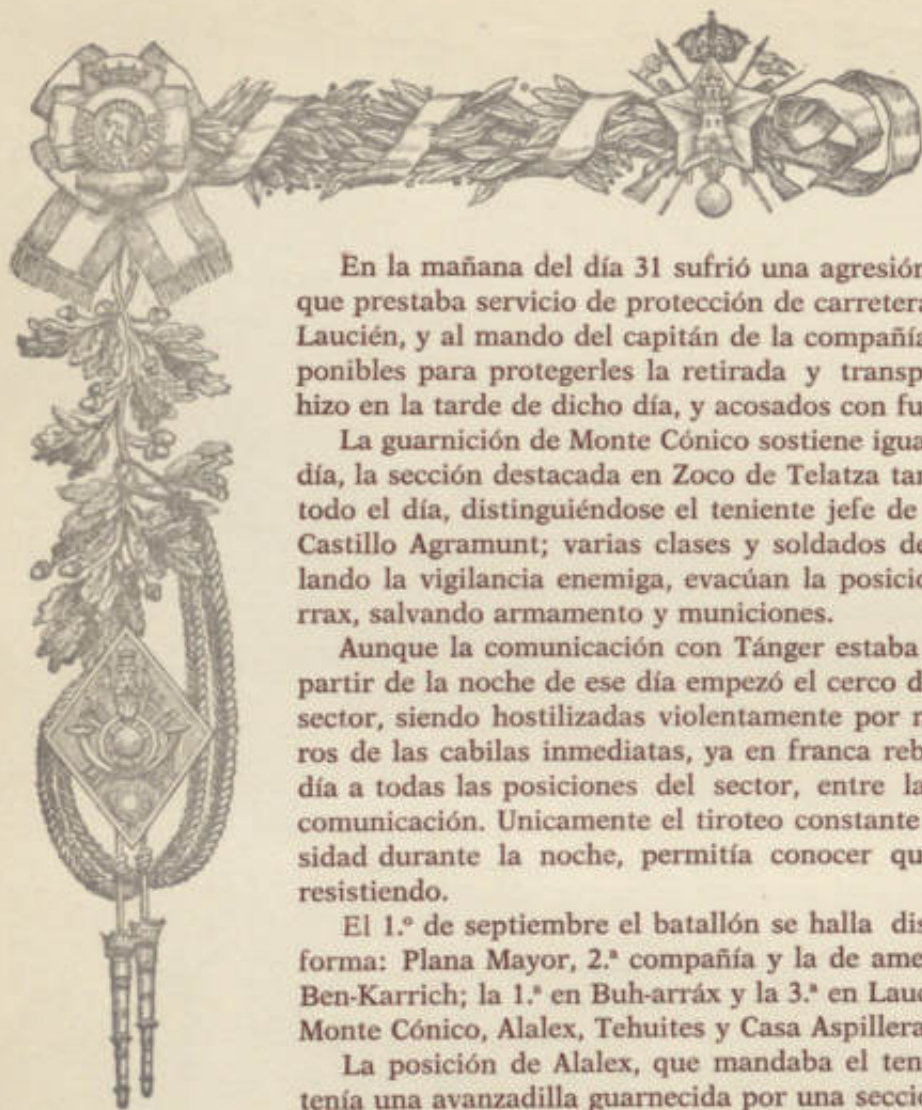 En la mañana del día 31 sufrió una agresión
que prestaba servicio de protección de carretera
Laucién, y al mando del capitán de la compañía
ponibles para protegerles la retirada y transp
hizo en la tarde de dicho día, y acosados con fu
La guarnición de Monte Cónico sostiene igua
día, la sección destacada en Zoco de Telatza tar
todo el día, distinguiéndose el teniente jefe de
Castillo Agramunt; varias clases y soldados de
lando la vigilancia enemiga, evacúan la posicio
rrax, salvando armamento y municiones.
Aunque la comunicación con Tánger estaba
partir de la noche de ese día empezó el cerco d
sector, siendo hostilizadas violentamente por n
ros de las cabilas inmediatas, ya en franca reb
día a todas las posiciones del sector, entre la
comunicación. Unicamente el tiroteo constante
sidad durante la noche, permitía conocer qu
resistiendo.
El 1.º de septiembre el batallón se halla dis
forma: Plana Mayor, 2.ª compañía y la de ame
Ben-Karrich; la 1.ª en Buh-arráx y la 3.ª en Lauc
Monte Cónico, Alalex, Tehuites y Casa Aspillera
La posición de Alalex, que mandaba el ten
tenía una avanzadilla guarnecida por una secció